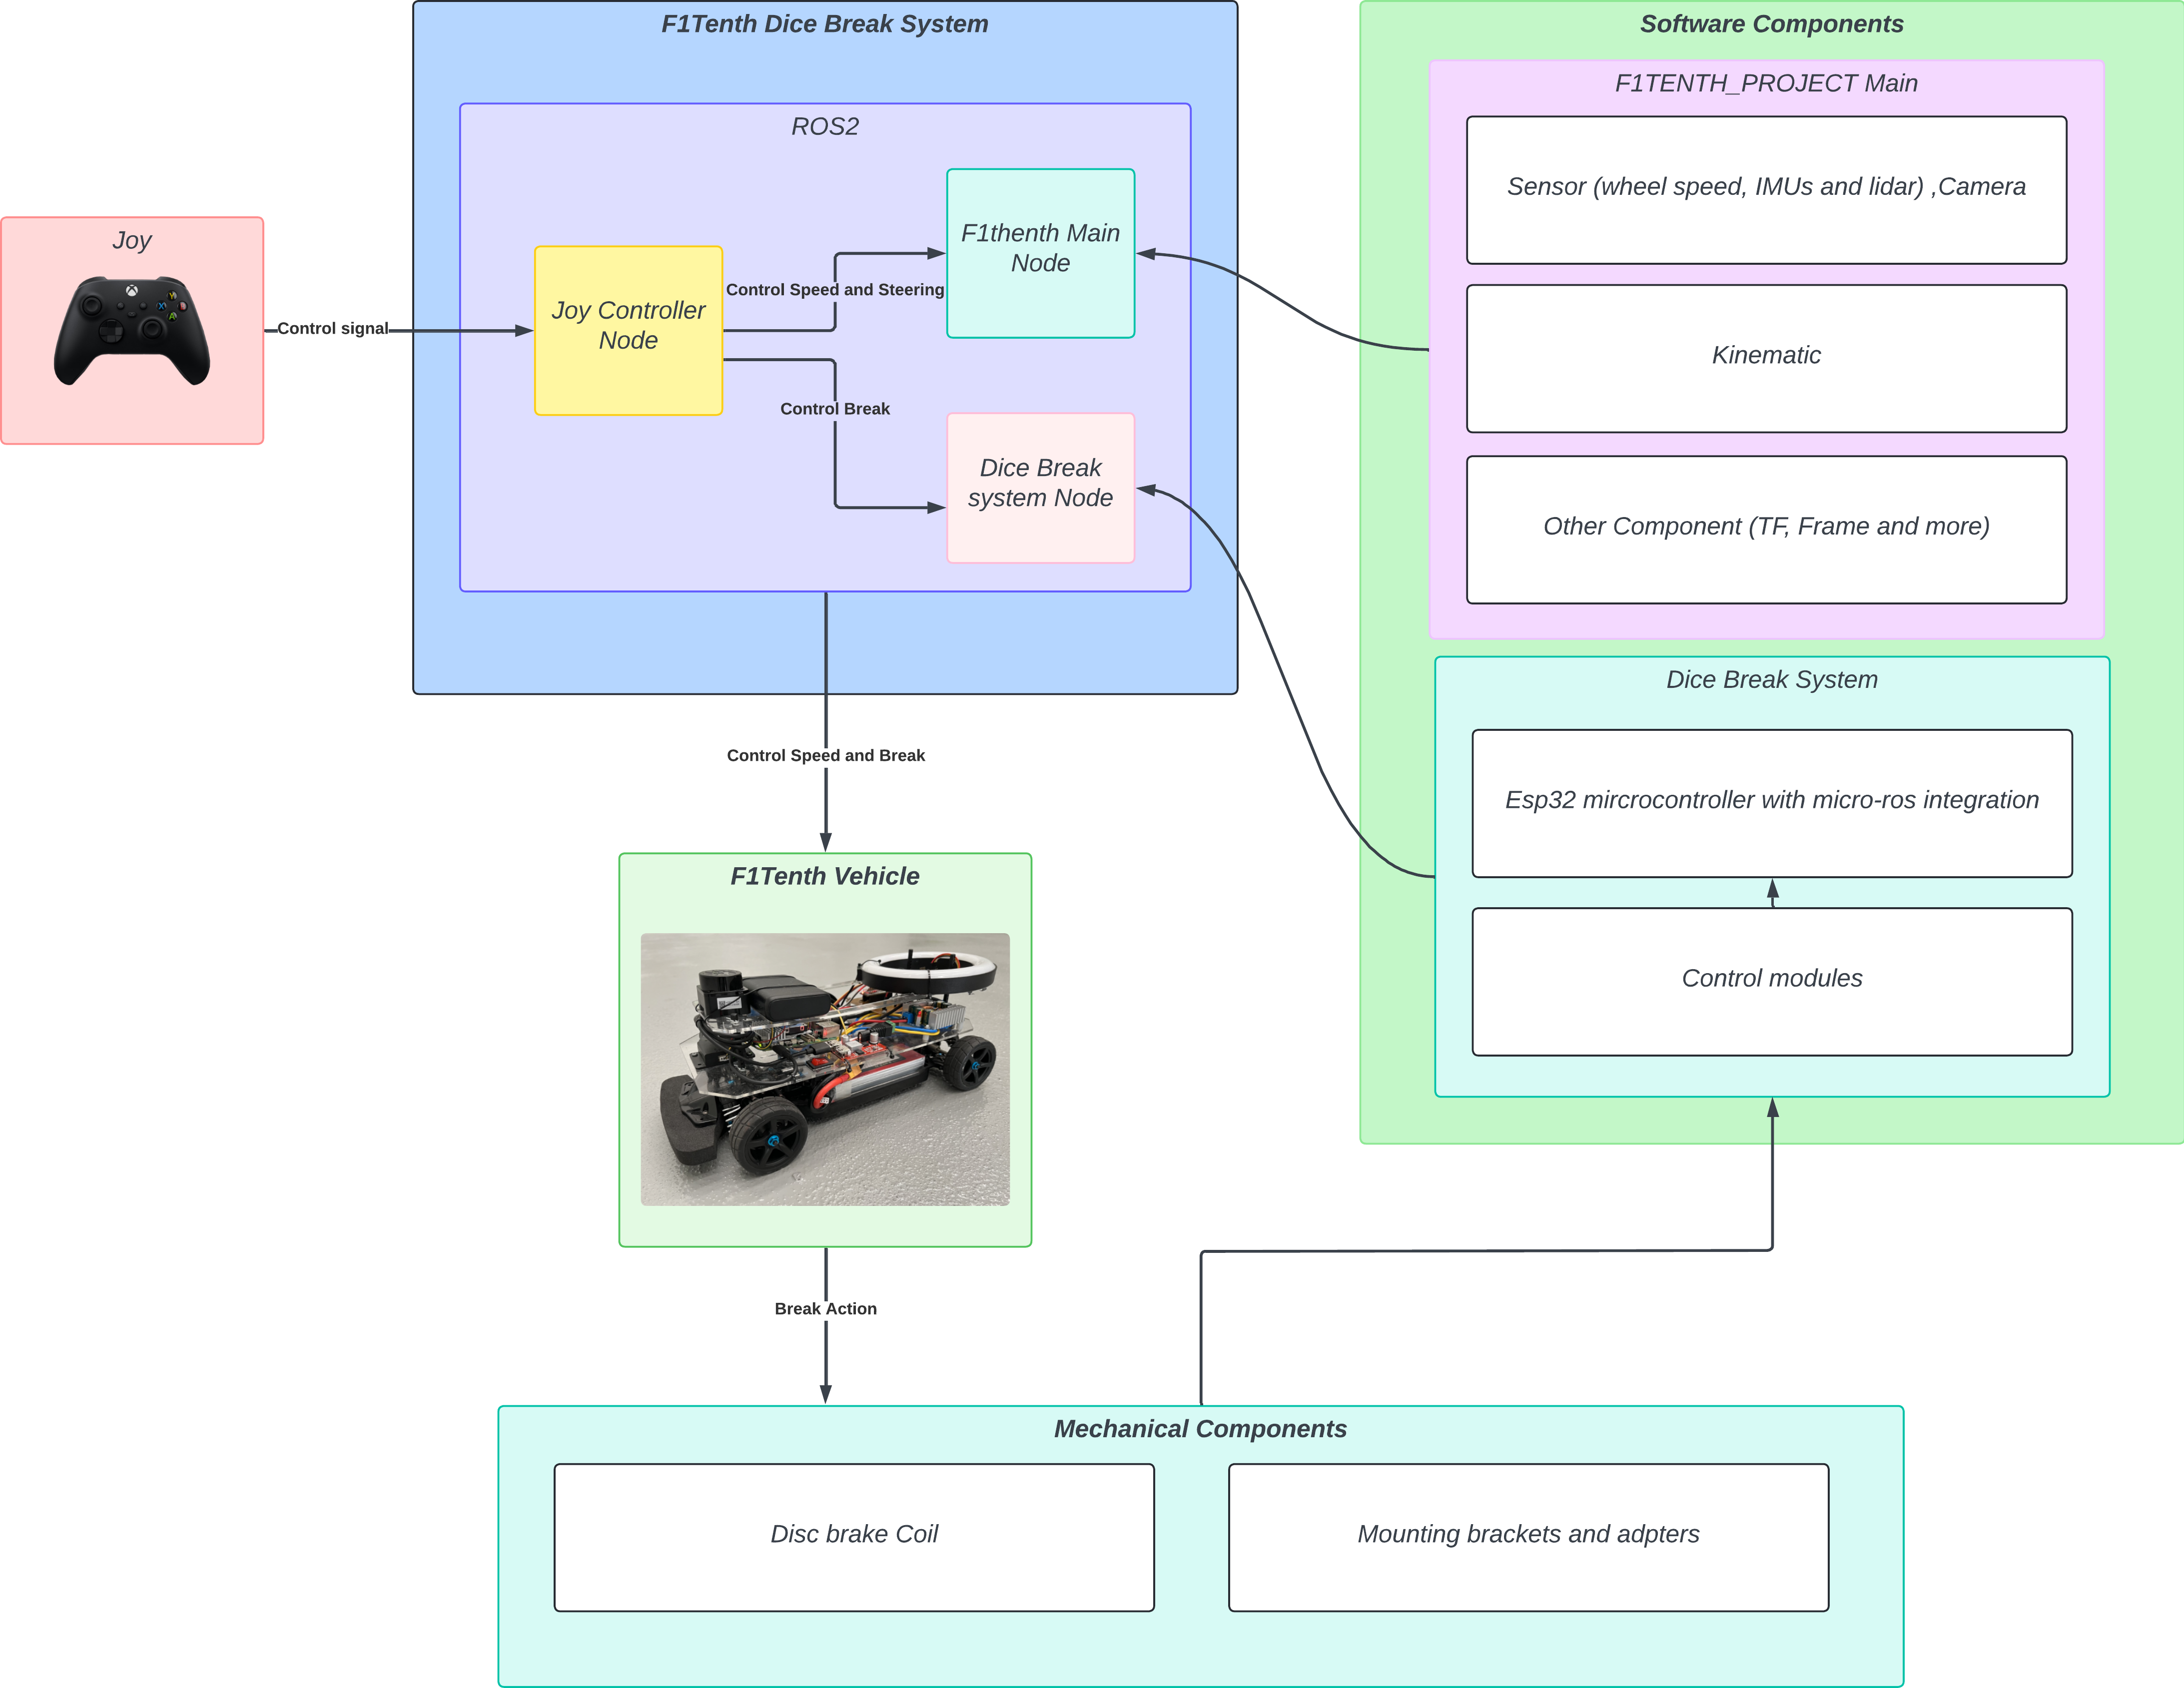 F1Tenth Dice Break System
ROS2
Joy
Control signal
Joy Controller
Node
Control Speed and Steering
Control Break
F1thenth Main
Node
Dice Break
system Node
Software Components
F1TENTH_PROJECT Main
Sensor (wheel speed, IMUs and lidar) ,Camera
Kinematic
Other Component (TF, Frame and more)
Dice Break System
Esp32 mircrocontroller with micro-ros integration
Control modules
Control Speed and Break
F1Tenth Vehicle
Break Action
Mechanical Components
Disc brake Coil
Mounting brackets and adpters